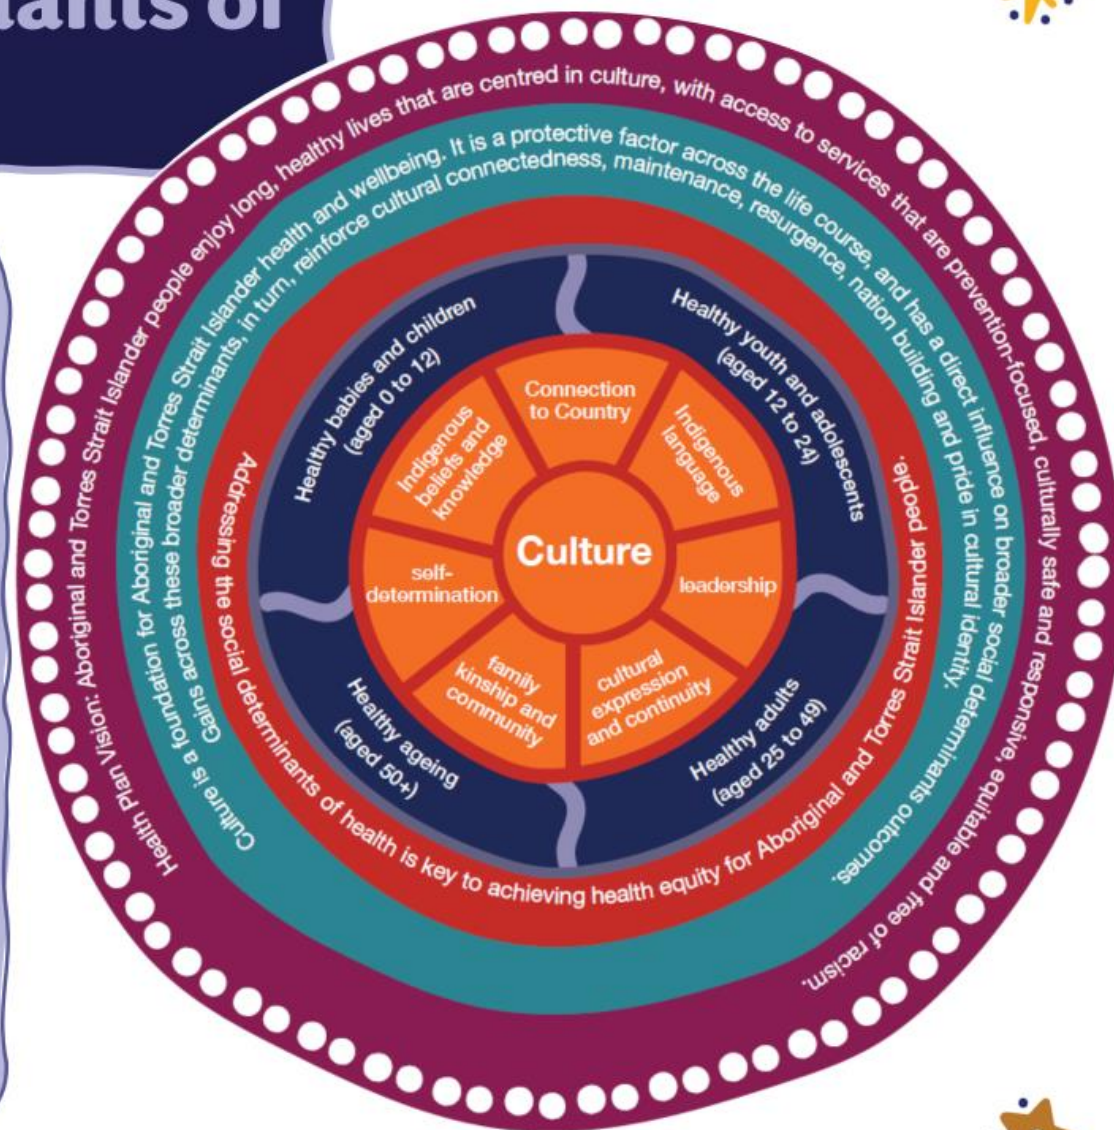 Health Plan Vision: Aboriginal and Torres Strait Islander people enjoy long, healthy lives that are centred in culture, with access to services that are prevention-focused, culturally safe and responsive, equitable and free of racism.
Culture is a foundation for Aboriginal and Torres Strait Islander health and wellbeing. It is a protective factor across the life course, and has a direct influence on broader social determinants outcomes.
Gains across these broader determinants, in turn, reinforce cultural connectedness, maintenance, resurgence, nation building and pride in cultural identity.
Addressing the social determinants of health is key to achieving health equity for Aboriginal and Torres Strait Islander people.
Healthy babies and children
(aged 0 to 12)
Healthy youth and adolescents
(aged 12 to 24)
Healthy adults
(aged 25 to 49)
Healthy ageing
(aged 50+)
Connection
to Country
Indigenous
language
leadership
cultural
expression
and continuity
family
kinship and
community
self-
determination
Indigenous
beliefs and
knowledge
Culture